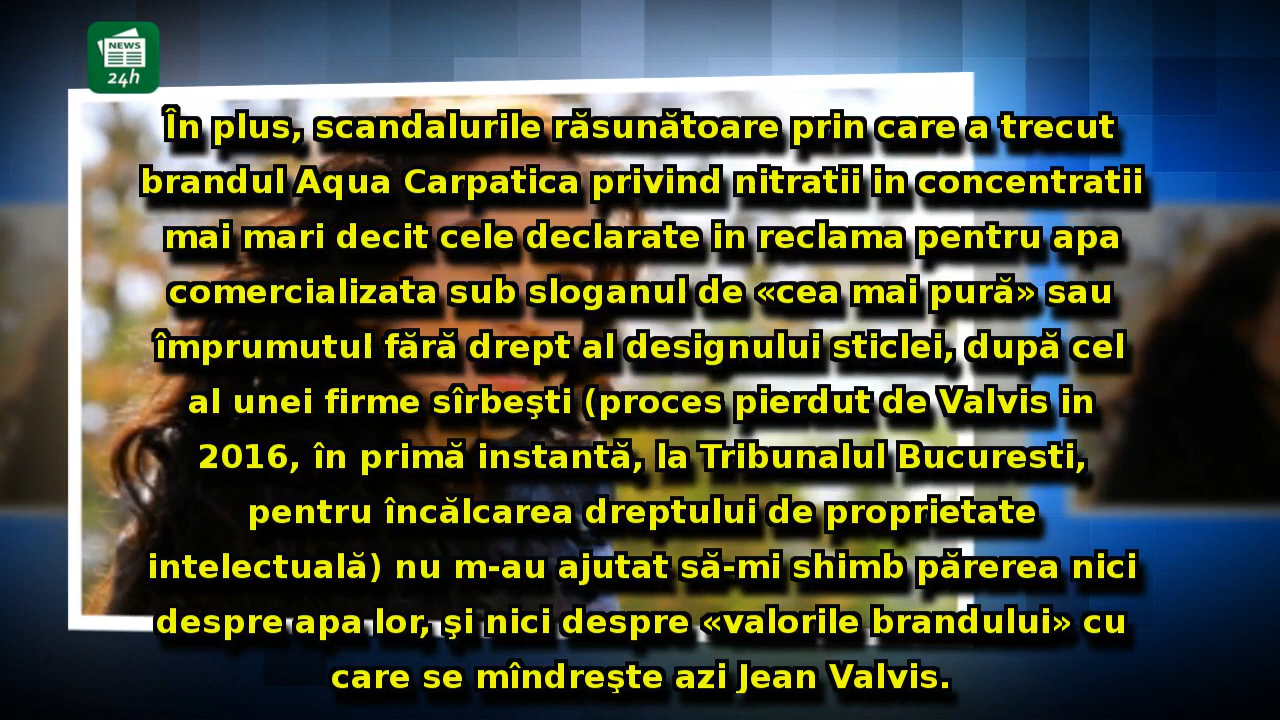 NEWS
24h
În plus, scandalurile răsunătoare prin care a trecut
brandul Aqua Carpatica privind nitratii in concentratii
mai mari decit cele declarate in reclama pentru apa
comercializata sub sloganul de «cea mai pură» sau
împrumutul fără drept al designului sticlei, după cel
al unei firme sîrbeşti (proces pierdut de Valvis in
2016, în primă instantă, la Tribunalul Bucuresti,
pentru încălcarea dreptului de proprietate
intelectuală) nu m-au ajutat să-mi shimb părerea nici
despre apa lor, şi nici despre «valorile brandului» cu
care se mîndreşte azi Jean Valvis.